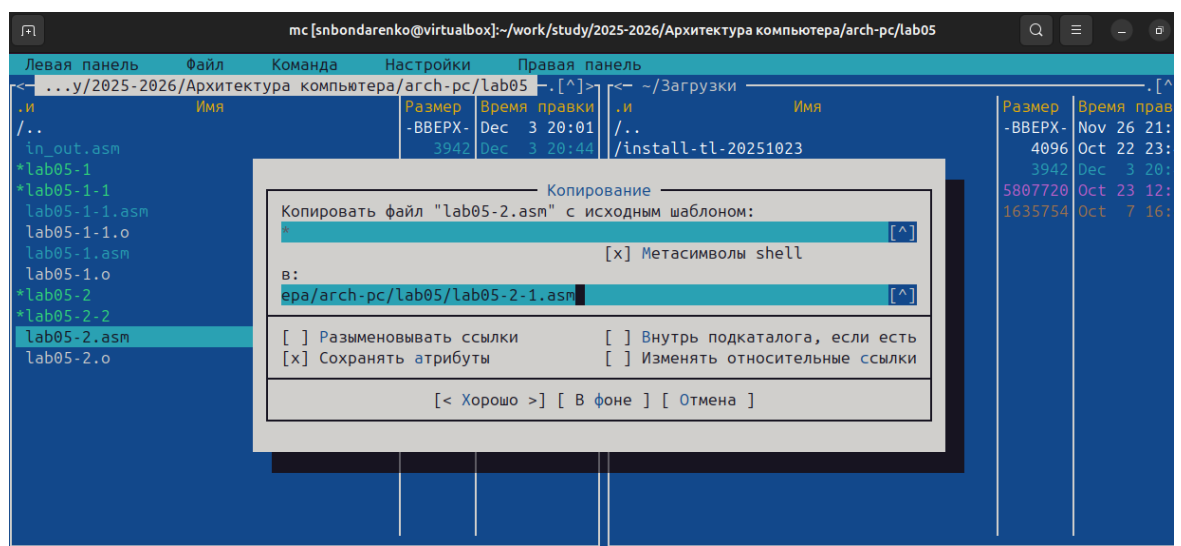 mc [snbondarenko@virtualbox]:~/work/study/2025-2026/Архитектура компьютера/arch-pc/lab05
Левая панель Файл Команда Настройки Правая панель
<— ...y/2025-2026/Архитектура компьютера/arch-pc/lab05 —.[^]> <— ~/Загрузки —.[^
.и Имя Размер Время правки .и Имя Размер Время прав
/.. -ВВЕРХ- Dec 3 20:01 /.. -ВВЕРХ- Nov 26 21:
in_out.asm 3942 Dec 3 20:44 /install-tl-20251023 4096 Oct 22 23:
*lab05-1 3942 Dec 3 20:
*lab05-1-1 Копирование 5807720 Oct 23 12:
lab05-1-1.asm Копировать файл "lab05-2.asm" с исходным шаблоном: 1635754 Oct 7 16:
lab05-1-1.o * [^]
lab05-1.asm [x] Метасимволы shell
lab05-1.o в:
*lab05-2 ера/arch-pc/lab05/lab05-2-1.asm [^]
*lab05-2-2
lab05-2.asm [ ] Разыменовывать ссылки [ ] Внутрь подкаталога, если есть
lab05-2.o [x] Сохранять атрибуты [ ] Изменять относительные ссылки
[< Хорошо >] [ В фоне ] [ Отмена ]